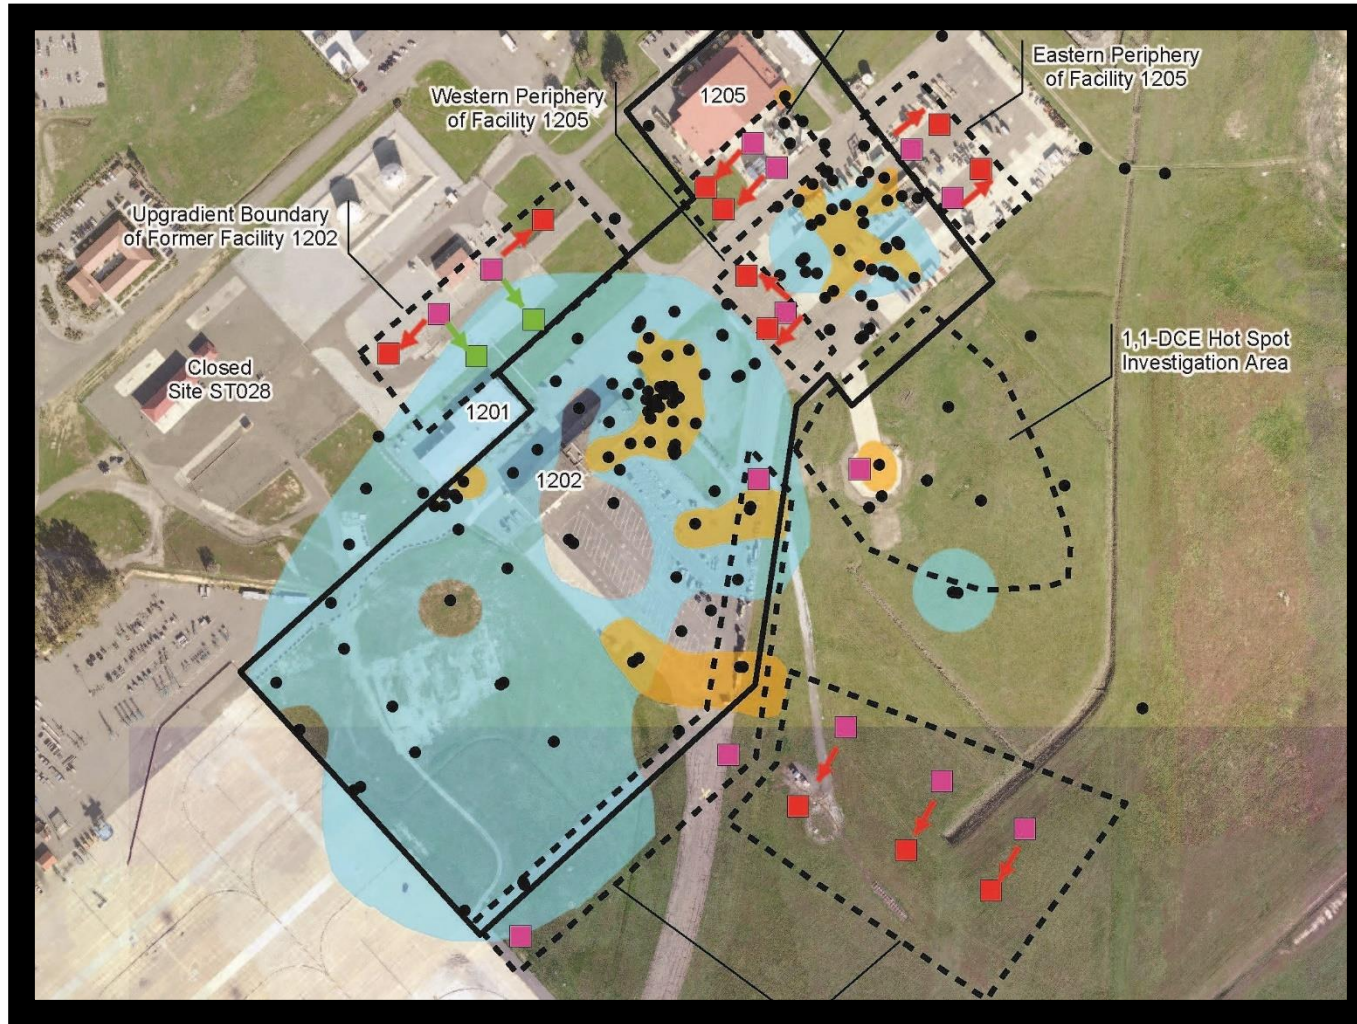 Eastern Periphery
of Facility 1205
Western Periphery
of Facility 1205
1205
Upgradient Boundary
of Former Facility 1202
1,1-DCE Hot Spot
Investigation Area
Closed
Site ST028
1201
1202